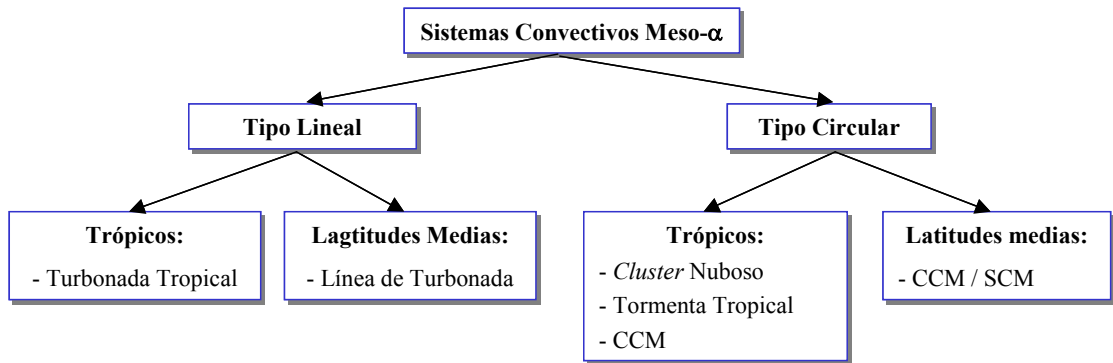 Sistemas Convectivos Meso-α
Tipo Lineal
Tipo Circular
Trópicos:
- Turbonada Tropical
Lagtitudes Medias:
- Línea de Turbonada
Trópicos:
- Cluster Nuboso
- Tormenta Tropical
- CCM
Latitudes medias:
- CCM / SCM